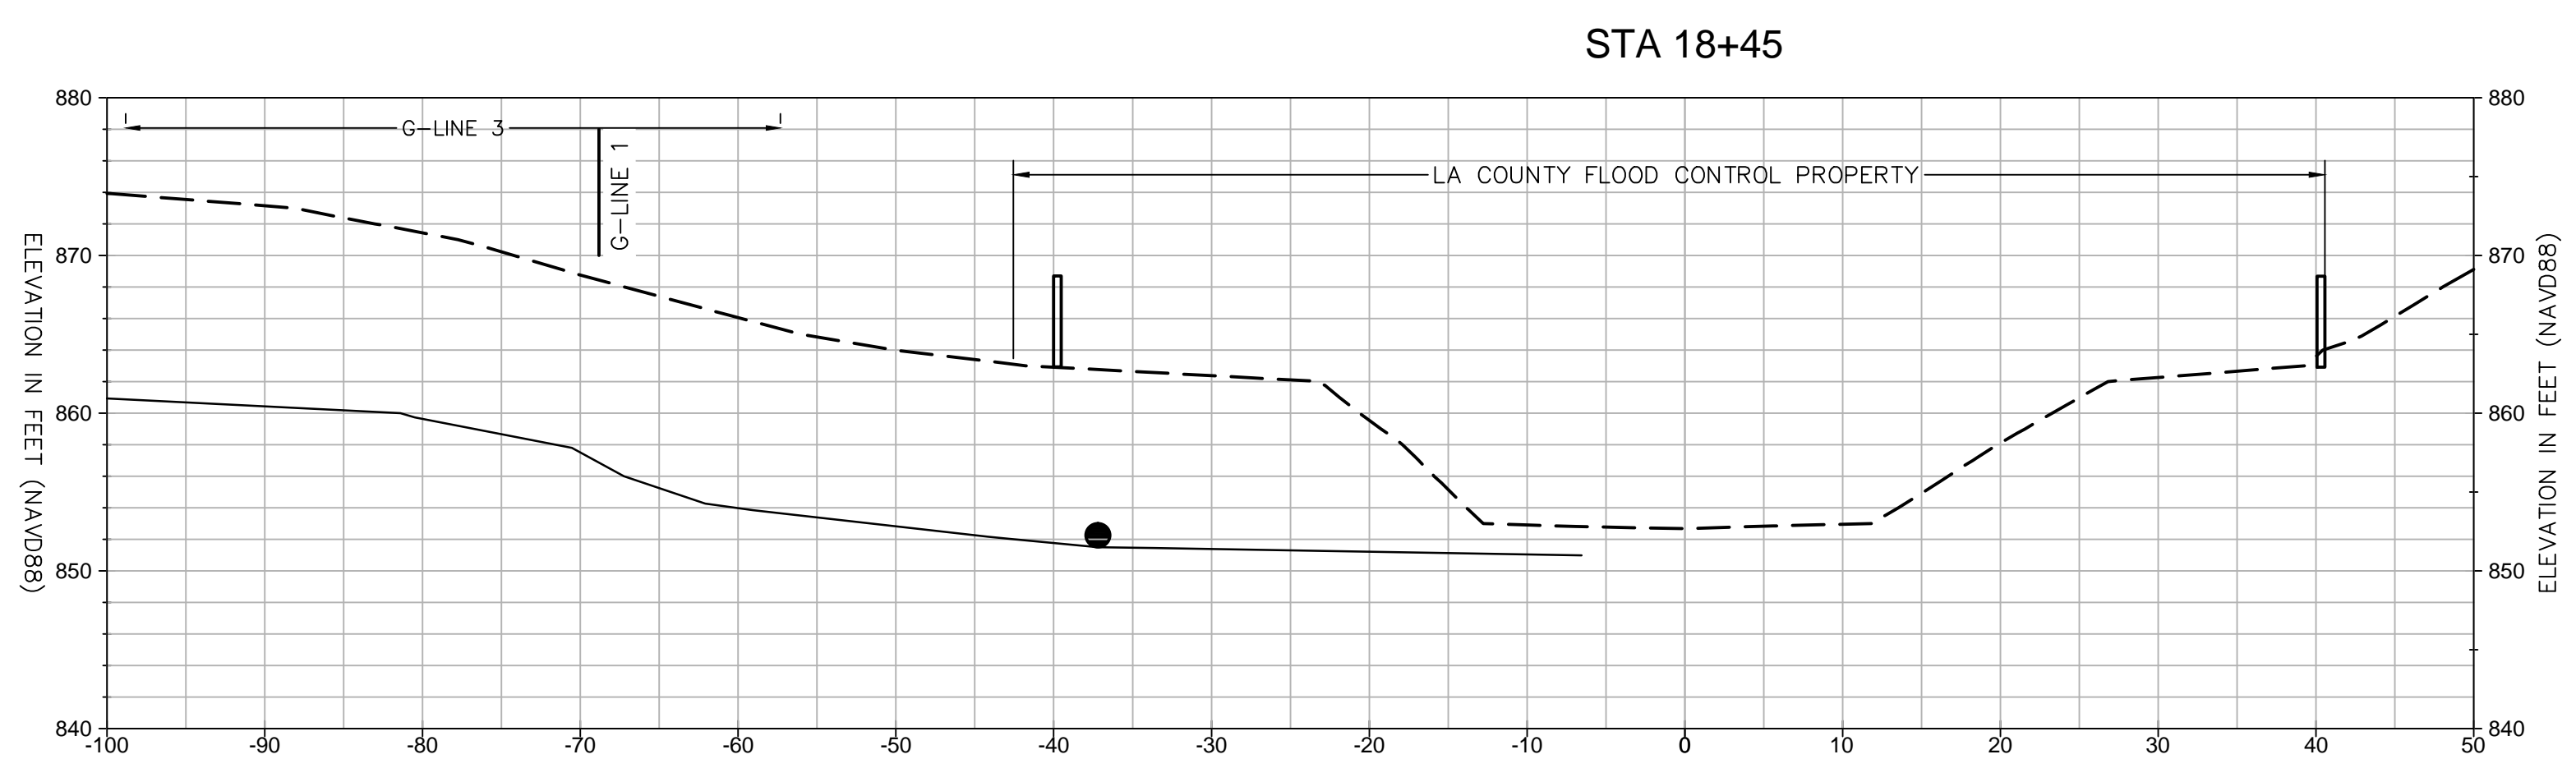 STA 18+45
880
870
860
850
840
ELEVATION IN FEET (NAVD88)
G-LINE 3
G-LINE 1
LA COUNTY FLOOD CONTROL PROPERTY
880
870
860
850
840
ELEVATION IN FEET (NAVD88)
-100 -90 -80 -70 -60 -50 -40 -30 -20 -10 0 10 20 30 40 50